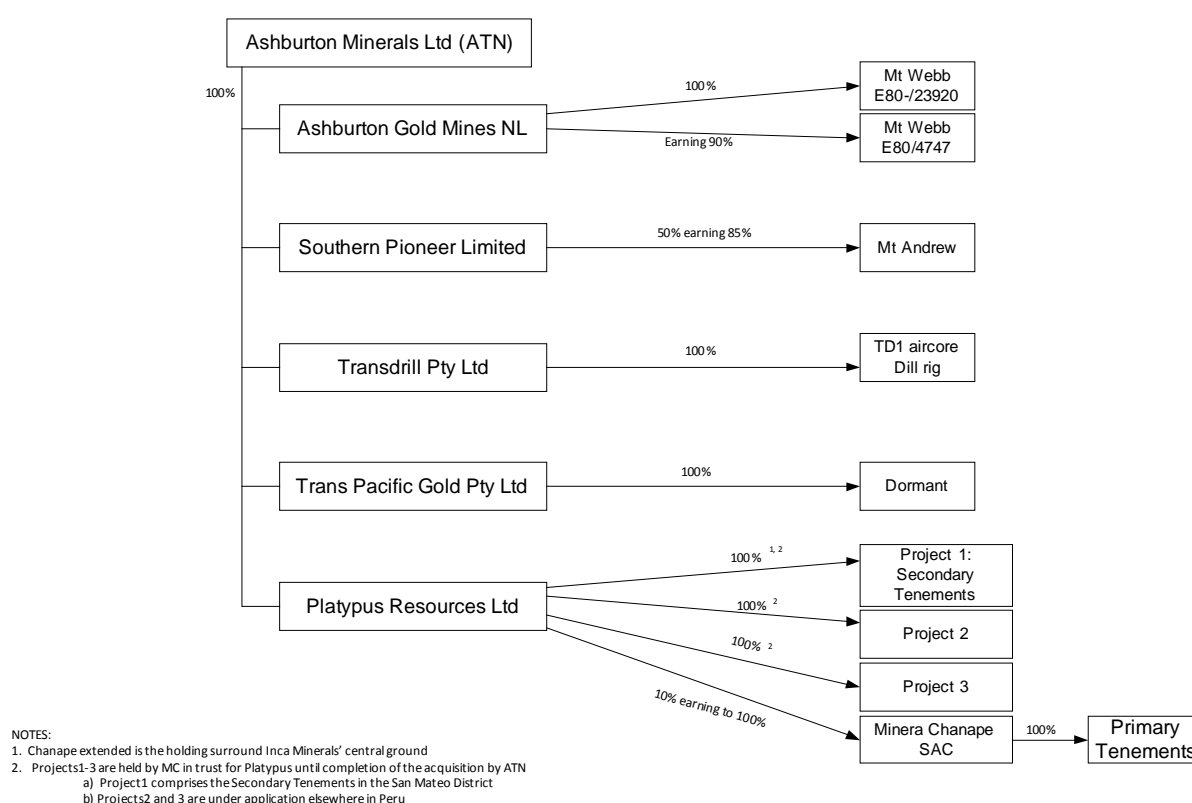 Ashburton Minerals Ltd (ATN)
100%
Ashburton Gold Mines NL
100%
Mt Webb
E80-/23920
Earning 90%
Mt Webb
E80/4747
Southern Pioneer Limited
50% earning 85%
Mt Andrew
Transdrill Pty Ltd
100%
TD1 aircore
Dill rig
Trans Pacific Gold Pty Ltd
100%
Dormant
Platypus Resources Ltd
100% 1, 2
Project 1:
Secondary
Tenements
100% 2
Project 2
100% 2
Project 3
10% earning to 100%
Minera Chanape
SAC
100%
Primary
Tenements
NOTES:
1. Chanape extended is the holding surround Inca Minerals' central ground
2. Projects1-3 are held by MC in trust for Platypus until completion of the acquisition by ATN
a) Project1 comprises the Secondary Tenements in the San Mateo District
b) Projects2 and 3 are under application elsewhere in Peru